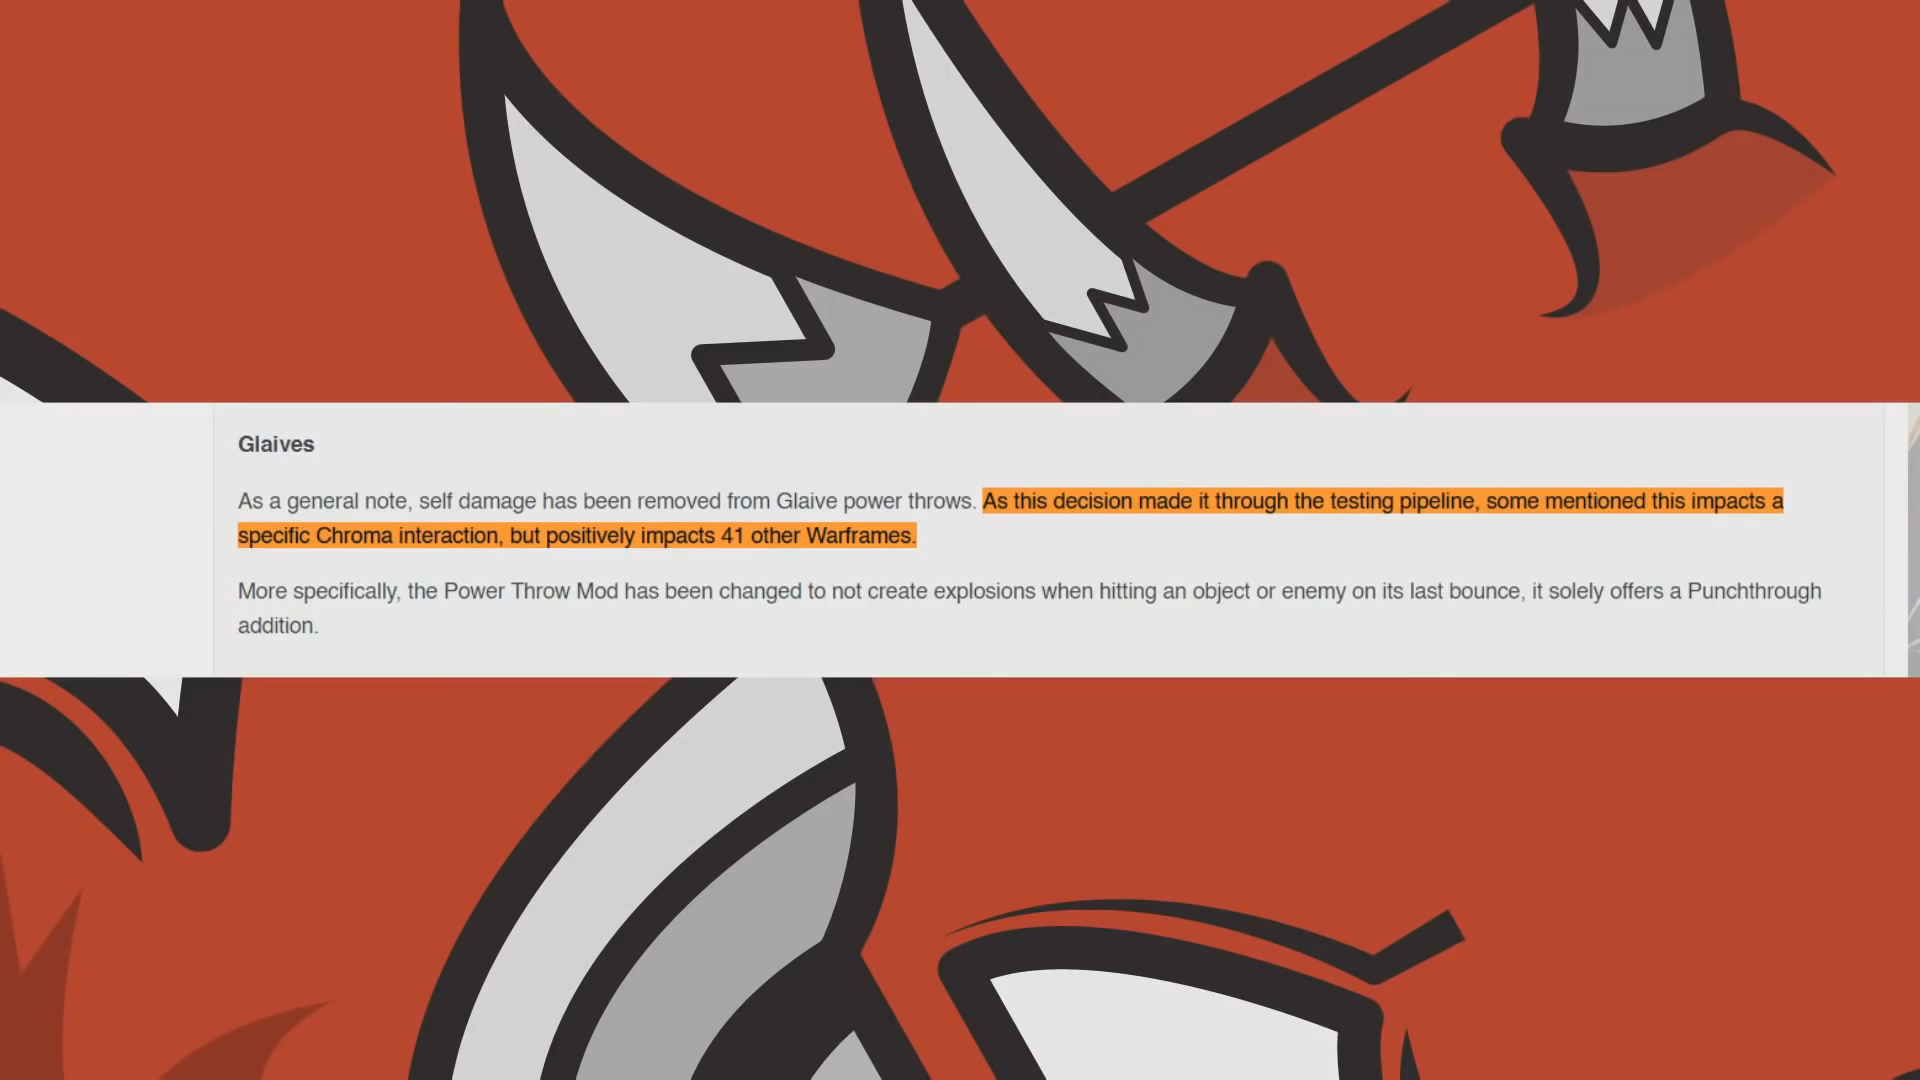 Glaives
As a general note, self damage has been removed from Glaive power throws. As this decision made it through the testing pipeline, some mentioned this impacts a
specific Chroma interaction, but positively impacts 41 other Warframes.
More specifically, the Power Throw Mod has been changed to not create explosions when hitting an object or enemy on its last bounce, it solely offers a Punchthrough
addition.